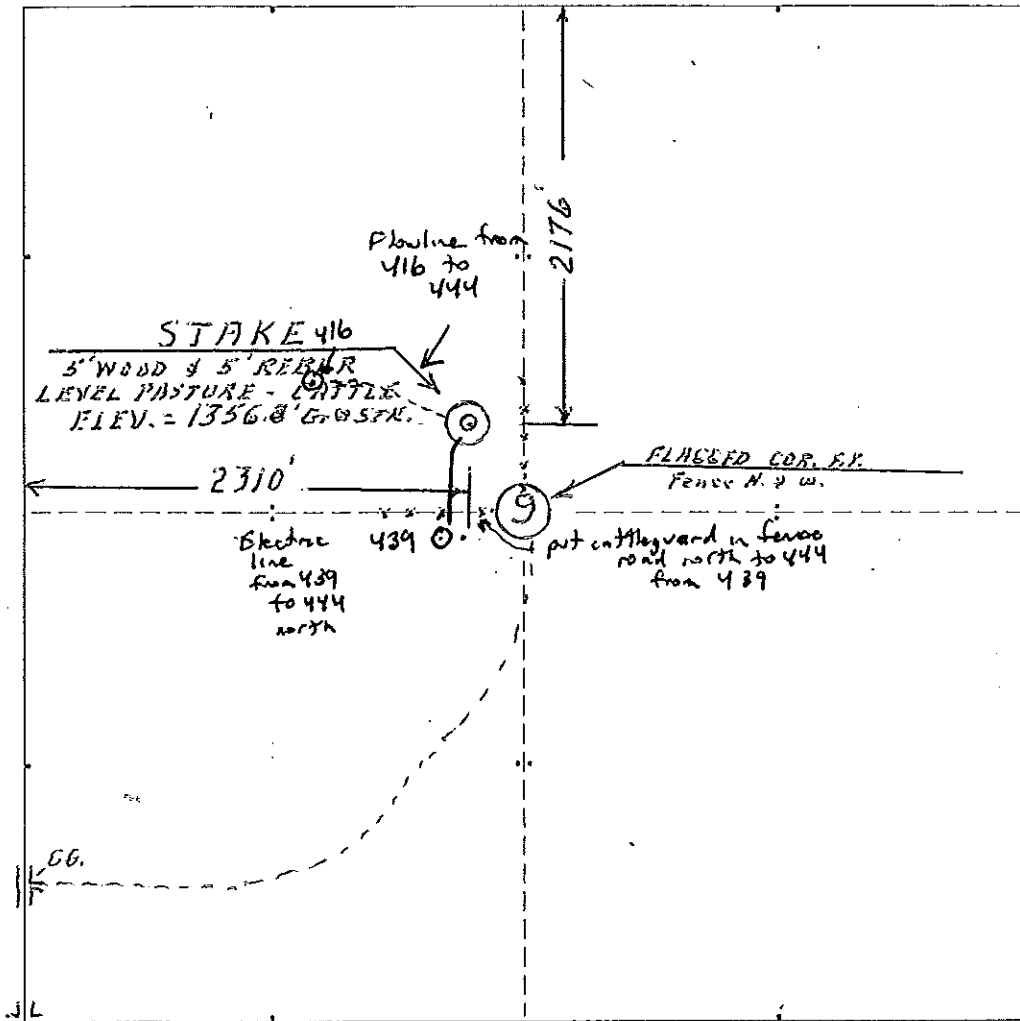 2176'
Flowline from
416 to
444
STAKE 416
5' WOOD & 5' REBAR
LEVEL PASTURE - CATTLE
ELEV. = 1356.8' Gr @ STK.
2310'
FLAGGED COR.
Fence N. & W.
9
439
Electric
line
from 439
to 444
north
put cattleguard in fence
road north to 444
from 439